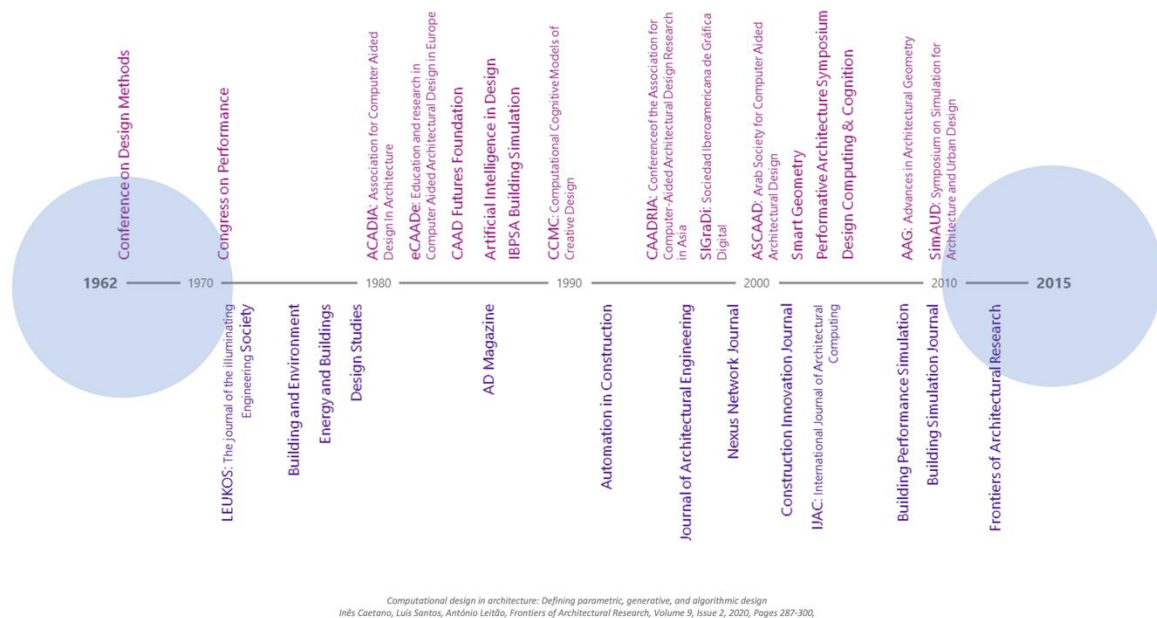 Conference on Design Methods
Congress on Performance
ACADIA: Association for Computer Aided
Design In Architecture
eCAADe: Education and research in
Computer Aided Architectural Design in Europe
CAAD Futures Foundation
Artificial Intelligence in Design
IBPSA Building Simulation
CCMC: Computational Cognitive Models of
Creative Design
CAADRIA: Conferenceof the Association for
Computer-Aided Architectural Design Research
in Asia
SIGraDi: Sociedad Iberoamericana de Gráfica
Digital
ASCAAD: Arab Society for Computer Aided
Architectural Design
Smart Geometry
Performative Architecture Symposium
Design Computing & Cognition
AAG: Advances in Architectural Geometry
SimAUD: Symposium on Simulation for
Architecture and Urban Design
1962 1970 1980 1990 2000 2010 2015
LEUKOS: The journal of the illuminating
Engineering Society
Building and Environment
Energy and Buildings
Design Studies
AD Magazine
Automation in Construction
Journal of Architectural Engineering
Nexus Network Journal
Construction Innovation Journal
IJAC: International Journal of Architectural
Computing
Building Performance Simulation
Building Simulation Journal
Frontiers of Architectural Research
Computational design in architecture: Defining parametric, generative, and algorithmic design
Inês Caetano, Luís Santos, António Leitão, Frontiers of Architectural Research, Volume 9, Issue 2, 2020, Pages 287-300,